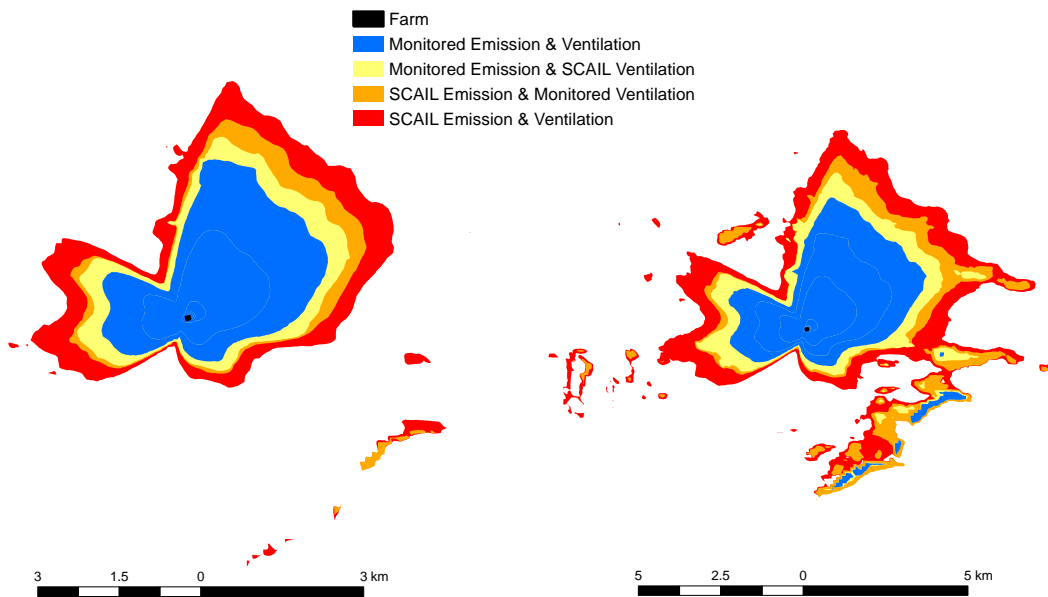 Farm
Monitored Emission & Ventilation
Monitored Emission & SCAIL Ventilation
SCAIL Emission & Monitored Ventilation
SCAIL Emission & Ventilation
3 1.5 0 3 km
5 2.5 0 5 km